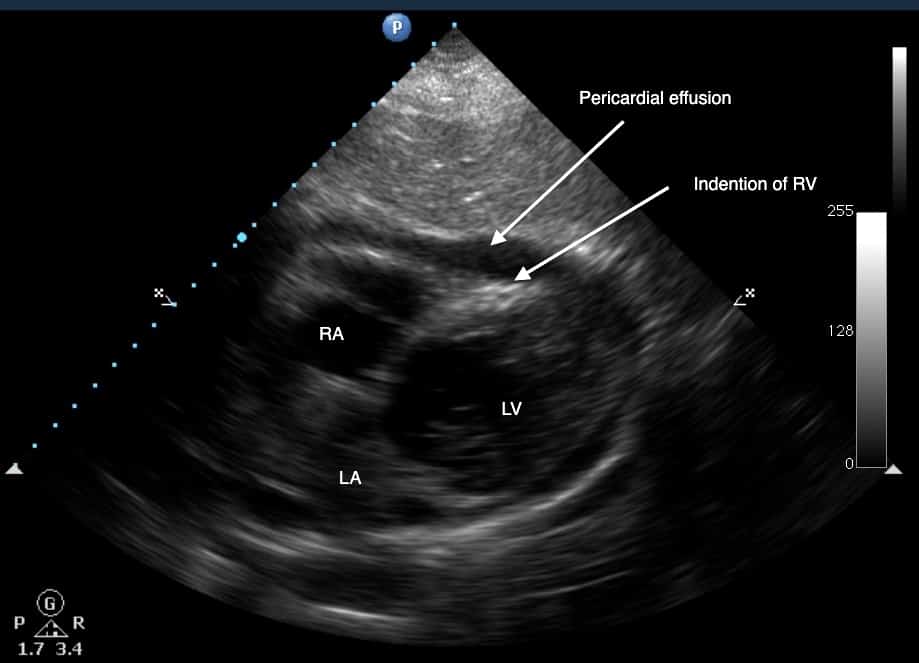 P
Pericardial effusion
Indention of RV
255
RA
128
LV
LA
0
G
P R
1.7 3.4